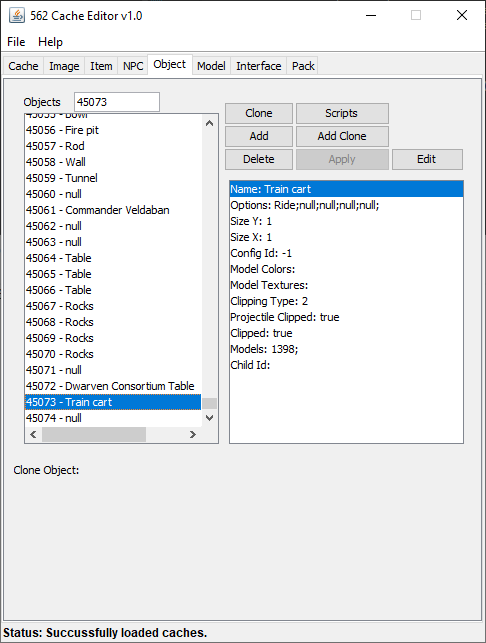 562 Cache Editor v1.0
File Help
Cache Image Item NPC Object Model Interface Pack
Objects 45073
Clone Scripts
Add Add Clone
Delete Apply Edit
45055 - Bowl
45056 - Fire pit
45057 - Rod
45058 - Wall
45059 - Tunnel
45060 - null
45061 - Commander Veldaban
45062 - null
45063 - null
45064 - Table
45065 - Table
45066 - Table
45067 - Rocks
45068 - Rocks
45069 - Rocks
45070 - Rocks
45071 - null
45072 - Dwarven Consortium Table
45073 - Train cart
45074 - null
Name: Train cart
Options: Ride;null;null;null;null;
Size Y: 1
Size X: 1
Config Id: -1
Model Colors:
Model Textures:
Clipping Type: 2
Projectile Clipped: true
Clipped: true
Models: 1398;
Child Id:
Clone Object:
Status: Succussfully loaded caches.